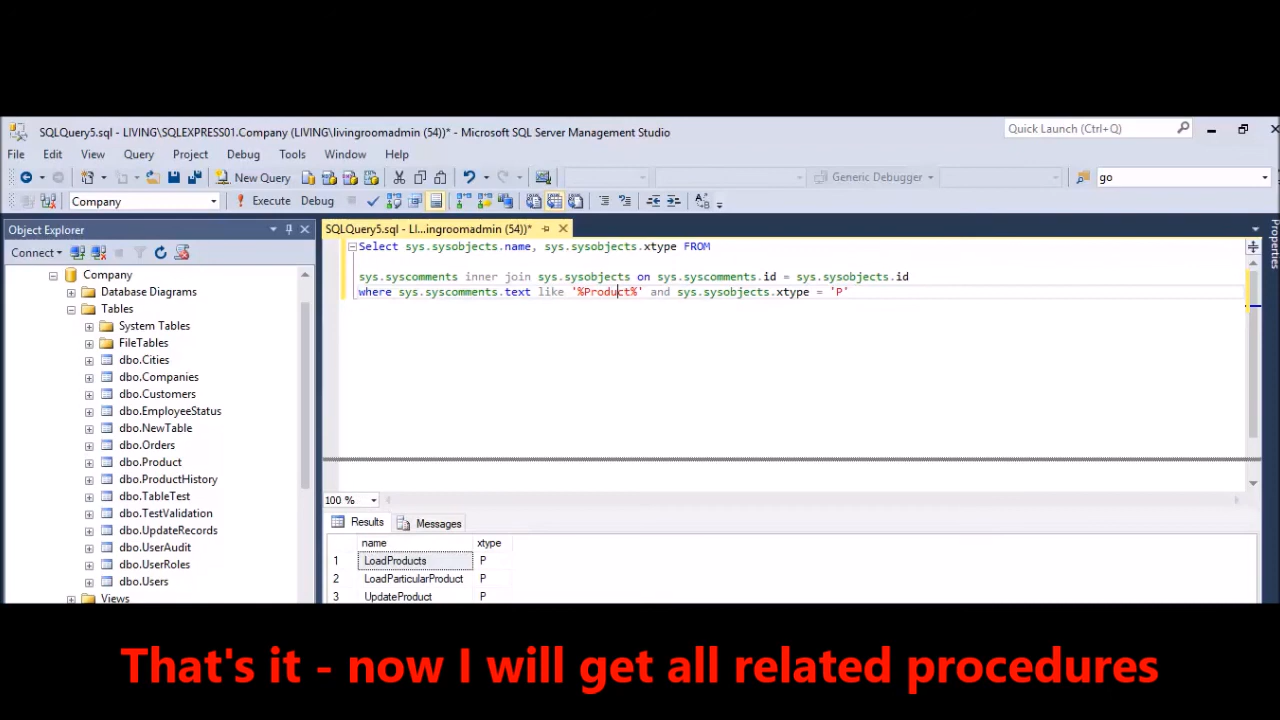 SQLQuery5.sql - LIVING\SQLEXPRESS01.Company (LIVING\livingroomadmin (54))* - Microsoft SQL Server Management Studio
Quick Launch (Ctrl+Q)
File Edit View Query Project Debug Tools Window Help
New Query
Generic Debugger
go
Company
Execute Debug
Object Explorer
SQLQuery5.sql - LI...ingroomadmin (54))*
Properties
Connect
Select sys.sysobjects.name, sys.sysobjects.xtype FROM
sys.syscomments inner join sys.sysobjects on sys.syscomments.id = sys.sysobjects.id
where sys.syscomments.text like '%Product%' and sys.sysobjects.xtype = 'P'
Company
Database Diagrams
Tables
System Tables
FileTables
dbo.Cities
dbo.Companies
dbo.Customers
dbo.EmployeeStatus
dbo.NewTable
dbo.Orders
dbo.Product
dbo.ProductHistory
dbo.TableTest
dbo.TestValidation
dbo.UpdateRecords
dbo.UserAudit
dbo.UserRoles
dbo.Users
Views
100 %
Results Messages
name xtype
1 LoadProducts P
2 LoadParticularProduct P
3 UpdateProduct P
That's it - now I will get all related procedures